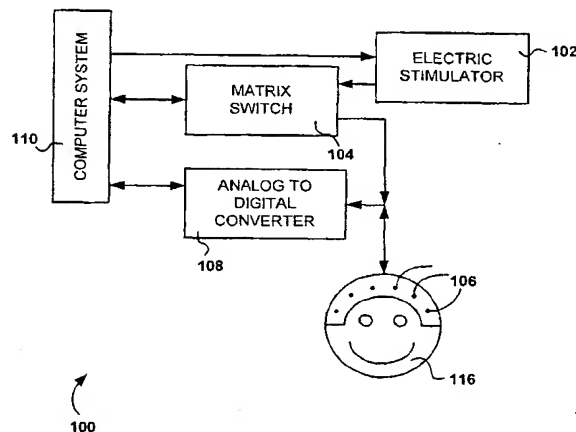 COMPUTER SYSTEM
110
ELECTRIC
STIMULATOR
102
MATRIX
SWITCH
104
ANALOG TO
DIGITAL
CONVERTER
108
106
116
100